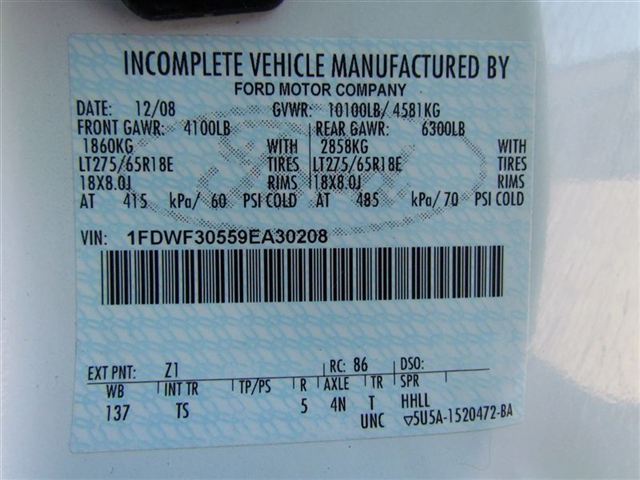 INCOMPLETE VEHICLE MANUFACTURED BY
FORD MOTOR COMPANY
DATE: 12/08 GVWR: 10100LB/ 4581KG
FRONT GAWR: 4100LB REAR GAWR: 6300LB
1860KG WITH 2858KG WITH
LT275/65R18E TIRES LT275/65R18E TIRES
18X8.0J RIMS 18X8.0J RIMS
AT 415 kPa/ 60 PSI COLD AT 485 kPa/ 70 PSI COLD
VIN: 1FDWF30559EA30208
EXT PNT: Z1 RC: 86 DSO:
WB INT TR TP/PS R AXLE TR SPR
137 TS 5 4N T HHLL
UNC ▽5U5A-1520472-BA